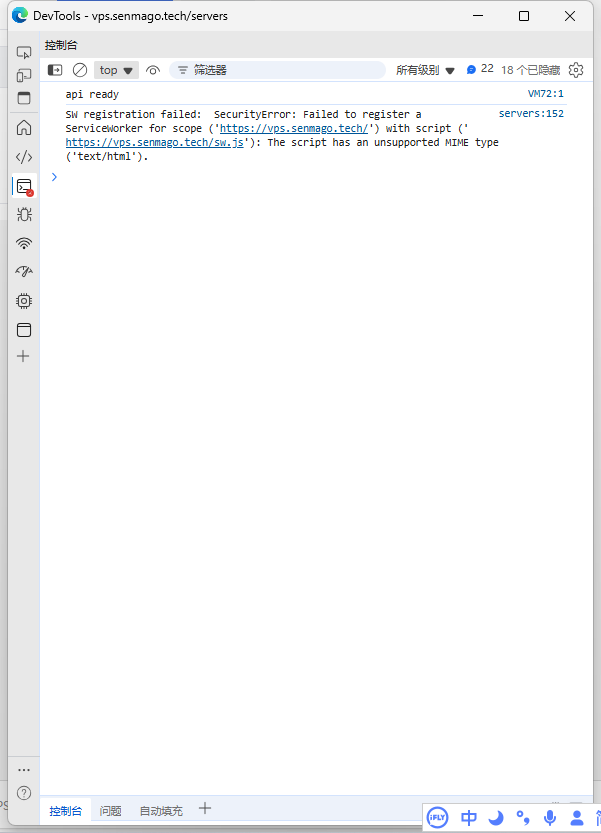 DevTools - vps.senmago.tech/servers
控制台
top
筛选器
所有级别
22
18 个已隐藏
api ready
VM72:1
SW registration failed:  SecurityError: Failed to register a
servers:152
ServiceWorker for scope ('https://vps.senmago.tech/') with script ('
https://vps.senmago.tech/sw.js'): The script has an unsupported MIME type
('text/html').
控制台
问题
自动填充
iFLY
中